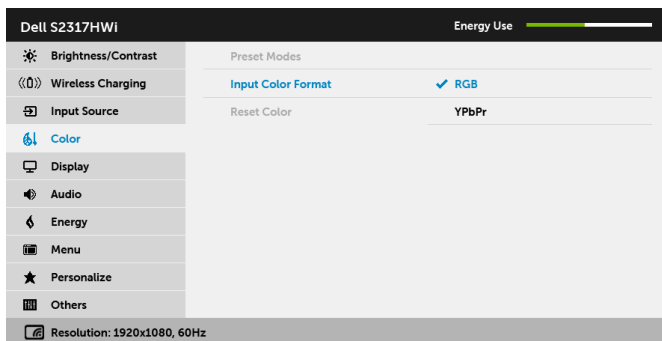 Dell S2317HWi Energy Use
Brightness/Contrast Preset Modes
Wireless Charging Input Color Format RGB
Input Source Reset Color YPbPr
Color
Display
Audio
Energy
Menu
Personalize
Others
Resolution: 1920x1080, 60Hz